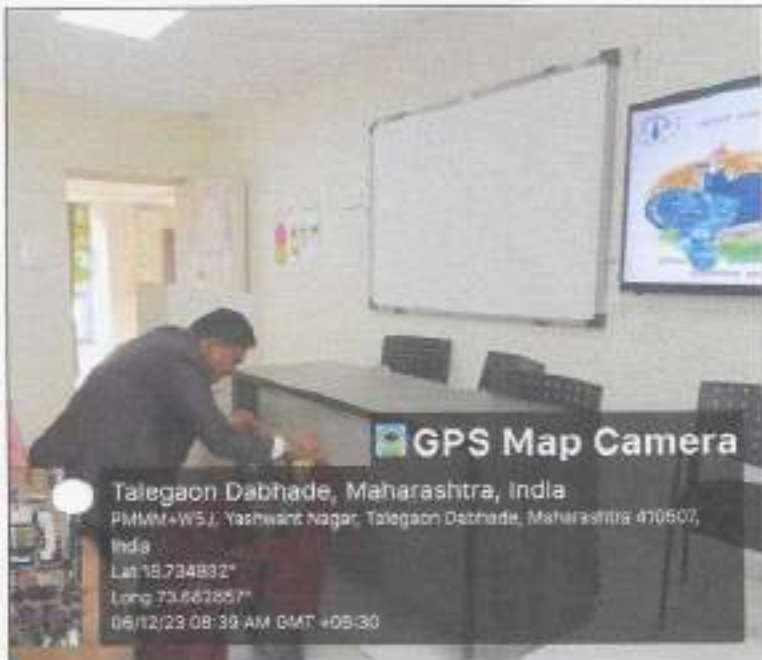 GPS Map Camera
Talegaon Dabhade, Maharashtra, India
PMMM+W5J, Yashwant Nagar, Talegaon Dabhade, Maharashtra 410507,
India
Lat 18.734832°
Long 73.682857°
06/12/23 08:39 AM GMT +05:30